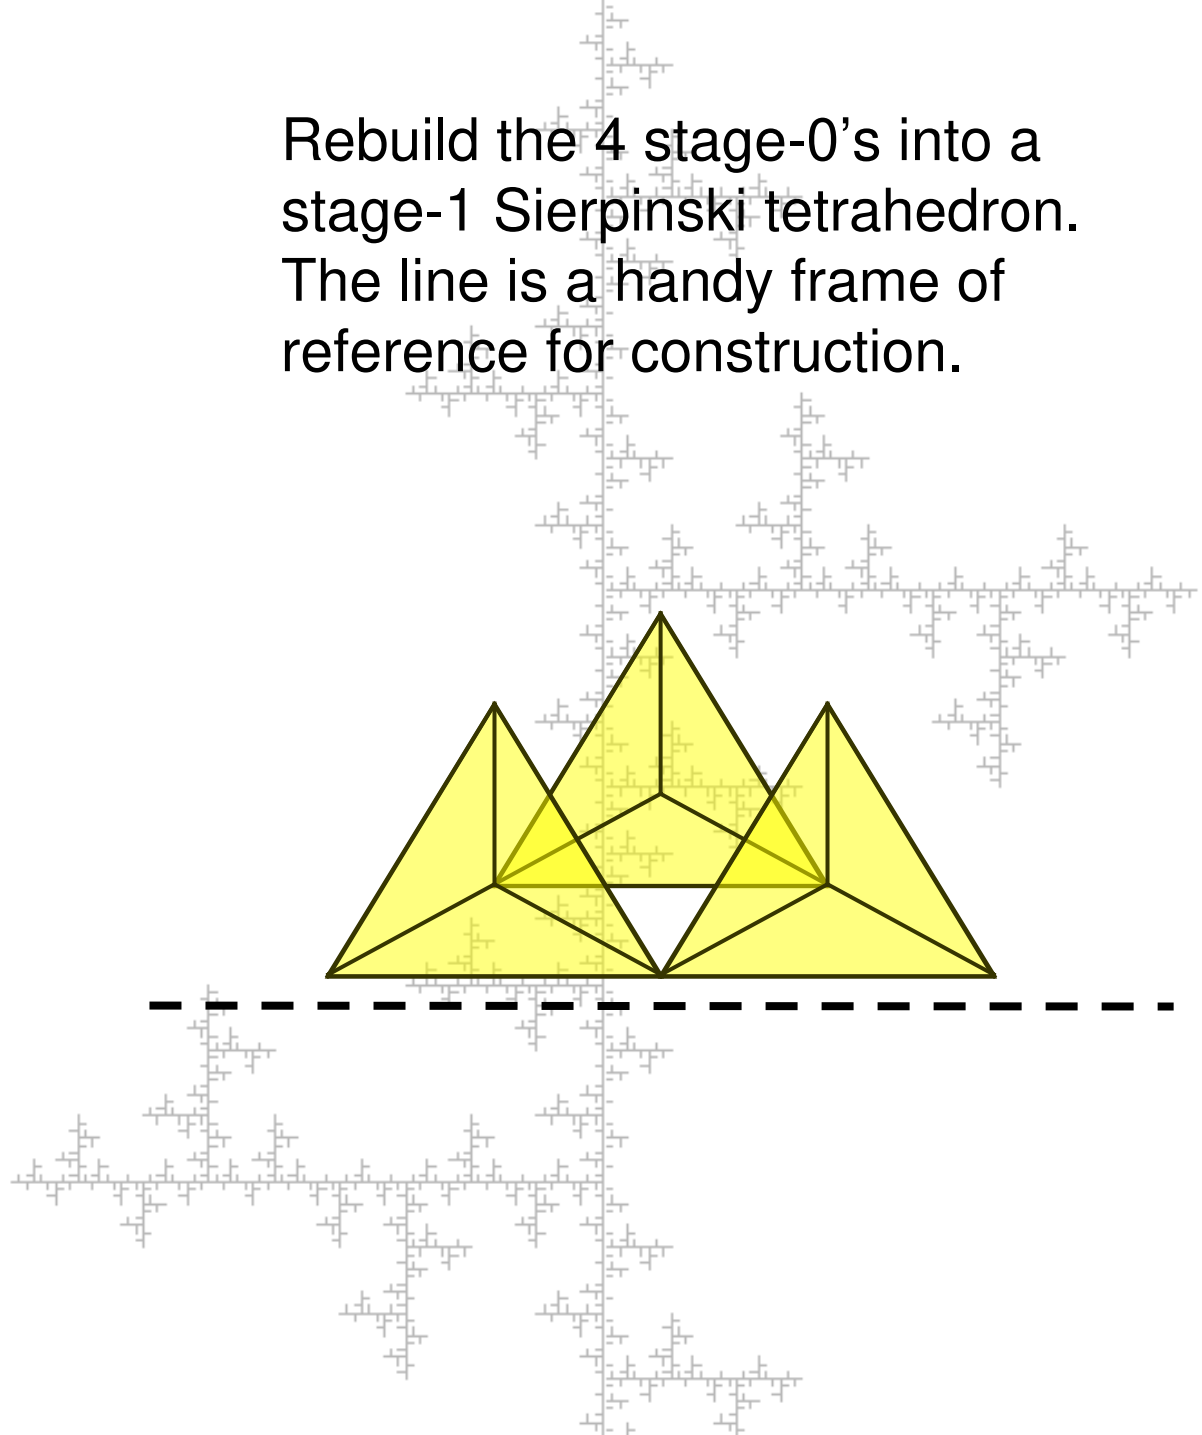 Rebuild the 4 stage-0’s into a
stage-1 Sierpinski tetrahedron.
The line is a handy frame of
reference for construction.